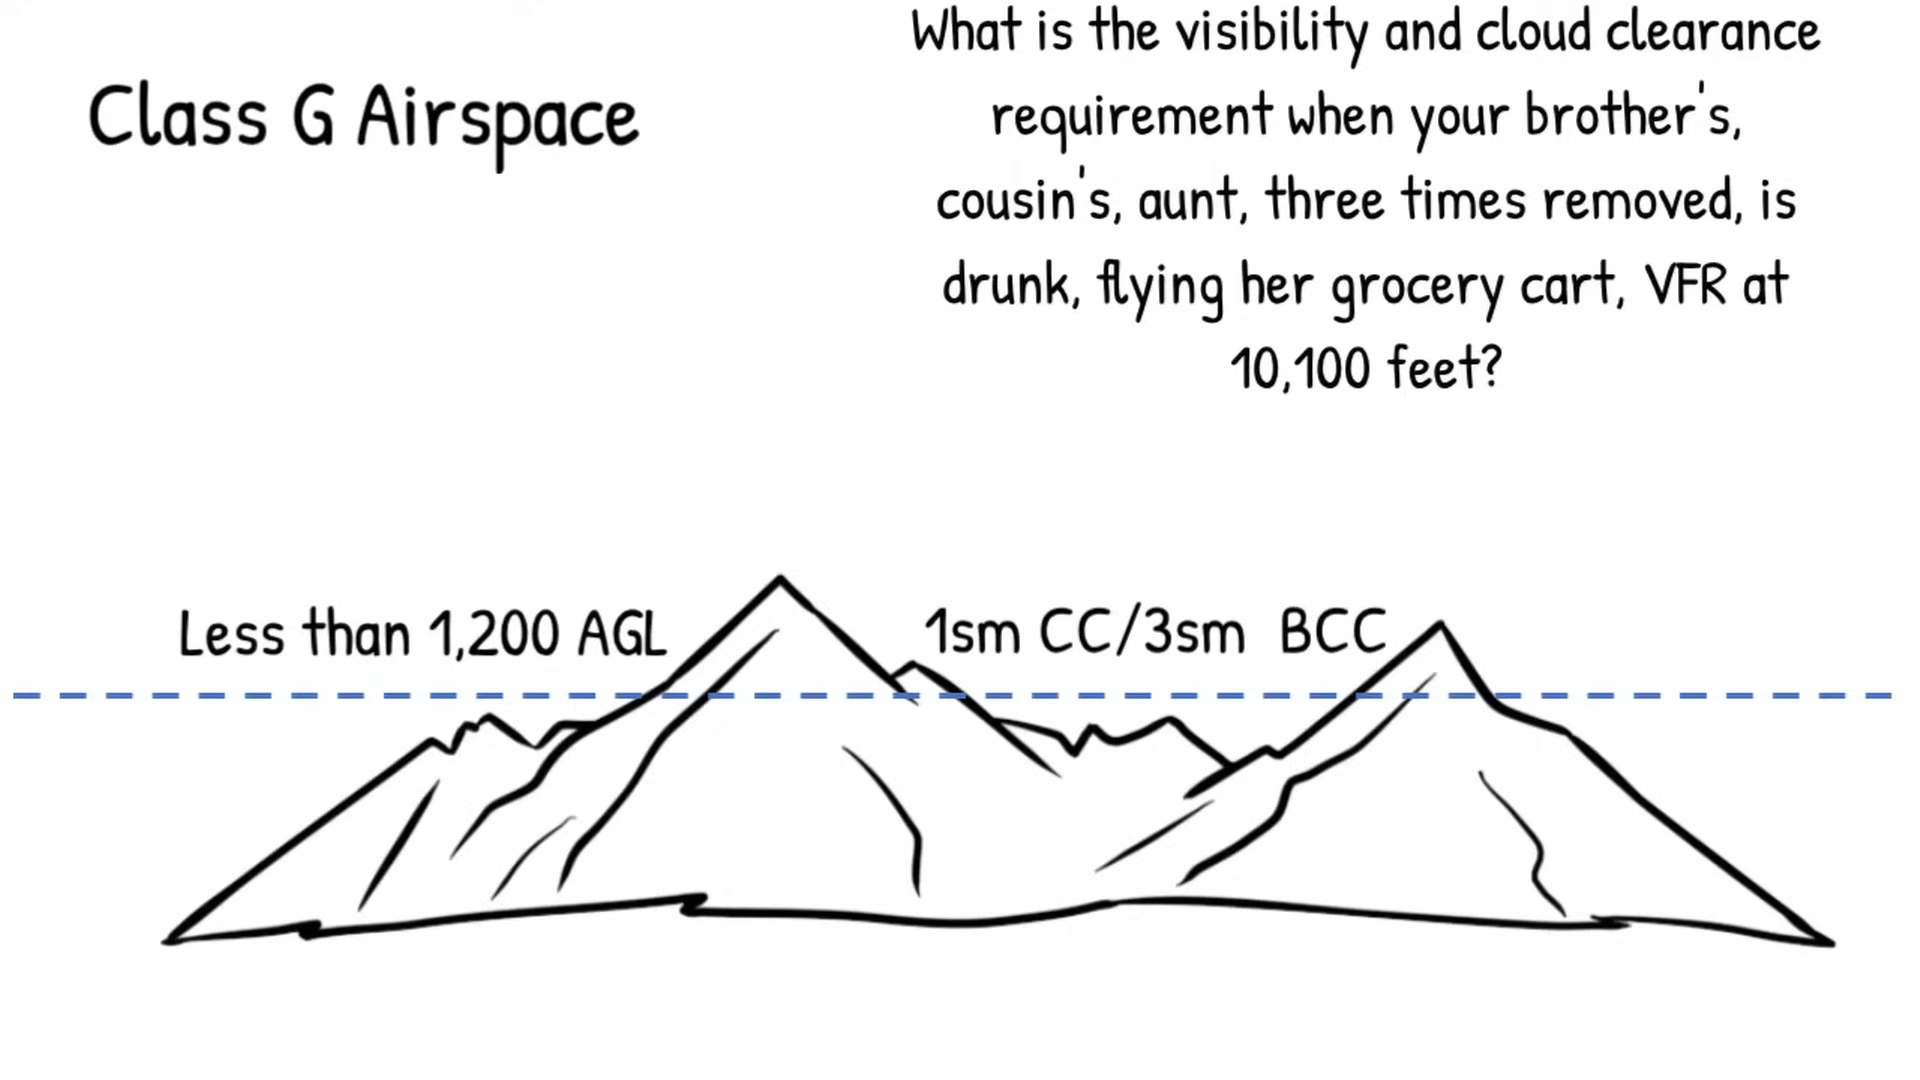 Class G Airspace
What is the visibility and cloud clearance
requirement when your brother's,
cousin's, aunt, three times removed, is
drunk, flying her grocery cart, VFR at
10,100 feet?
Less than 1,200 AGL
1sm CC/3sm BCC